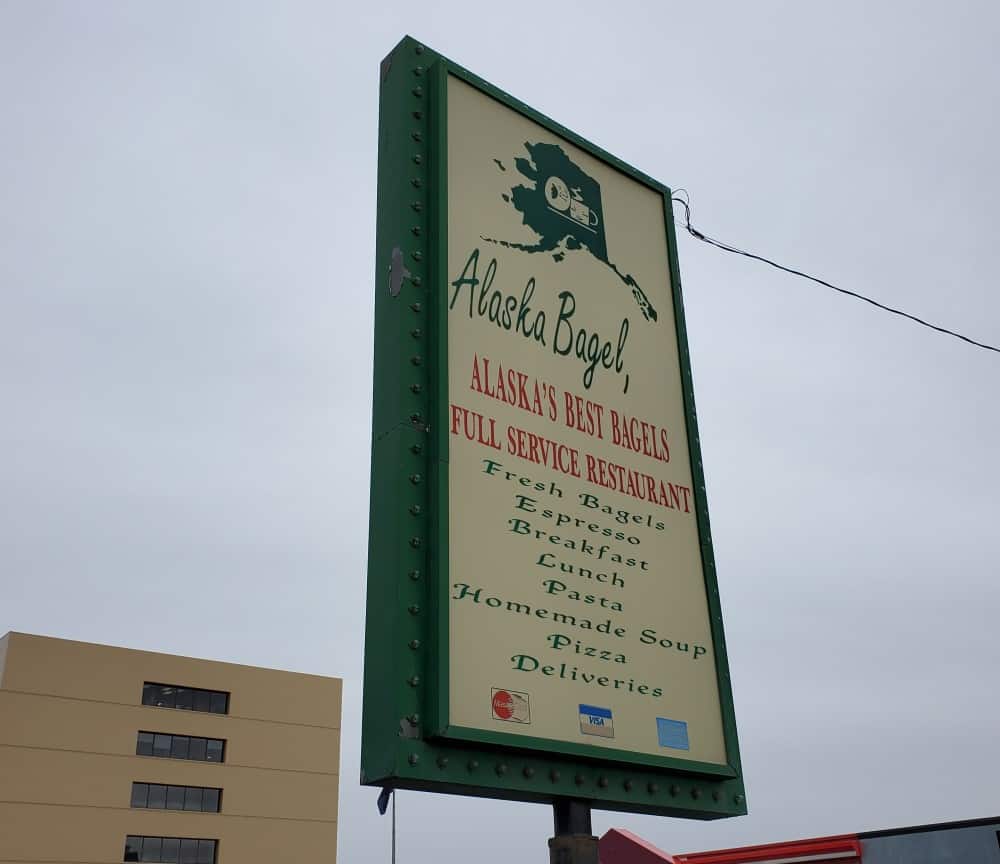 Alaska Bagel,
ALASKA'S BEST BAGELS
FULL SERVICE RESTAURANT
Fresh Bagels
Espresso
Breakfast
Lunch
Pasta
Homemade Soup
Pizza
Deliveries
VISA